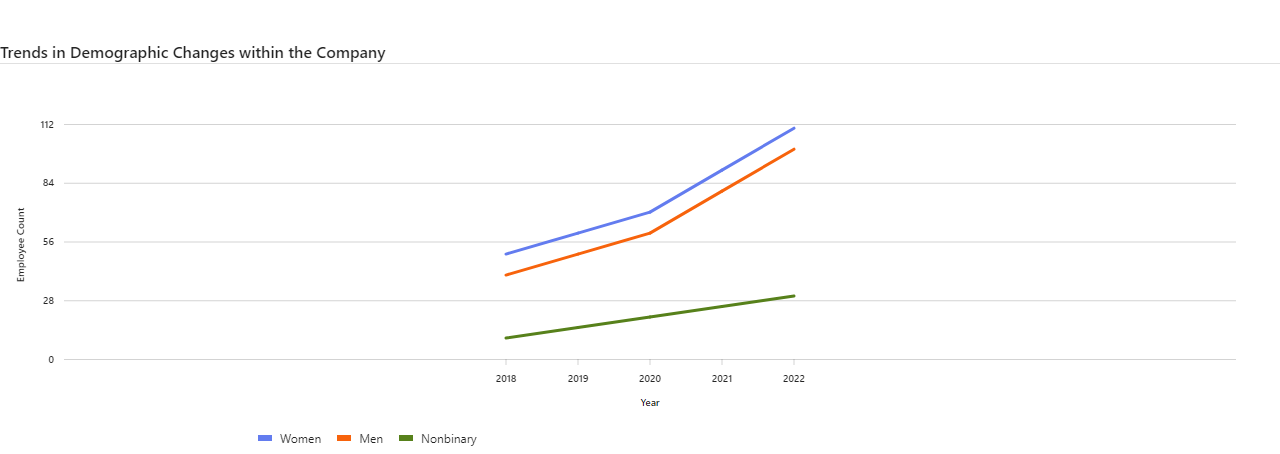 Trends in Demographic Changes within the Company
112
84
56
28
0
Employee Count
2018 2019 2020 2021 2022
Year
Women Men Nonbinary